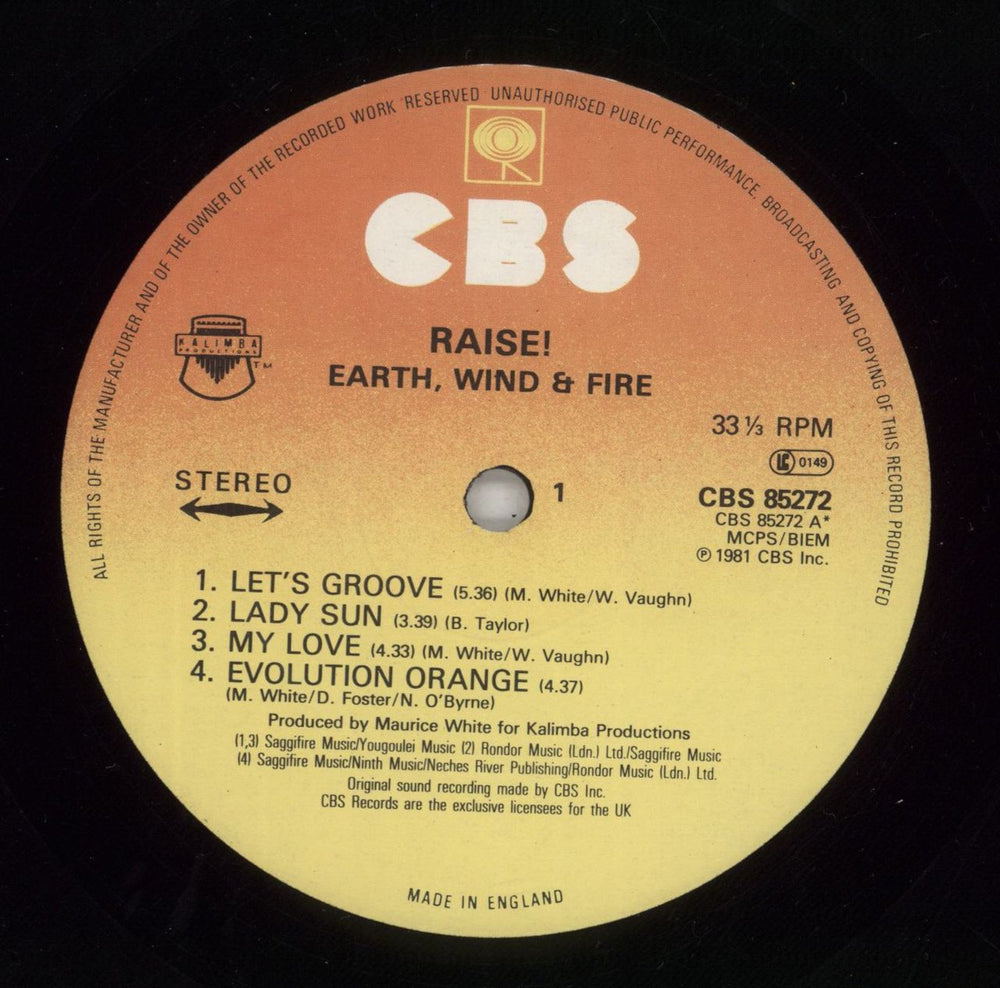 ALL RIGHTS OF THE MANUFACTURER AND OF THE OWNER OF THE RECORDED WORK RESERVED UNAUTHORISED PUBLIC PERFORMANCE, BROADCASTING AND COPYING OF THIS RECORD PROHIBITED
CBS
RAISE!
EARTH, WIND & FIRE
KALIMBA
PRODUCTIONS
TM
33 ⅓ RPM
LC 0149
STEREO
1
CBS 85272
CBS 85272 A*
MCPS/BIEM
℗ 1981 CBS Inc.
1. LET'S GROOVE (5.36) (M. White/W. Vaughn)
2. LADY SUN (3.39) (B. Taylor)
3. MY LOVE (4.33) (M. White/W. Vaughn)
4. EVOLUTION ORANGE (4.37)
(M. White/D. Foster/N. O'Byrne)
Produced by Maurice White for Kalimba Productions
(1,3) Saggifire Music/Yougoulei Music (2) Rondor Music (Ldn.) Ltd./Saggifire Music
(4) Saggifire Music/Ninth Music/Neches River Publishing/Rondor Music (Ldn.) Ltd.
Original sound recording made by CBS Inc.
CBS Records are the exclusive licensees for the UK
MADE IN ENGLAND